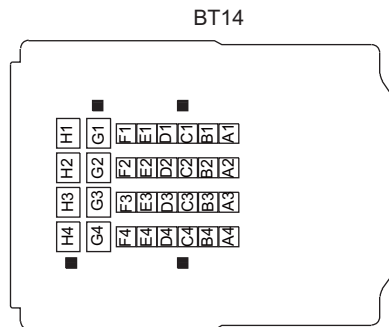 BT14
H1 G1 F1 E1 D1 C1 B1 A1
H2 G2 F2 E2 D2 C2 B2 A2
H3 G3 F3 E3 D3 C3 B3 A3
H4 G4 F4 E4 D4 C4 B4 A4